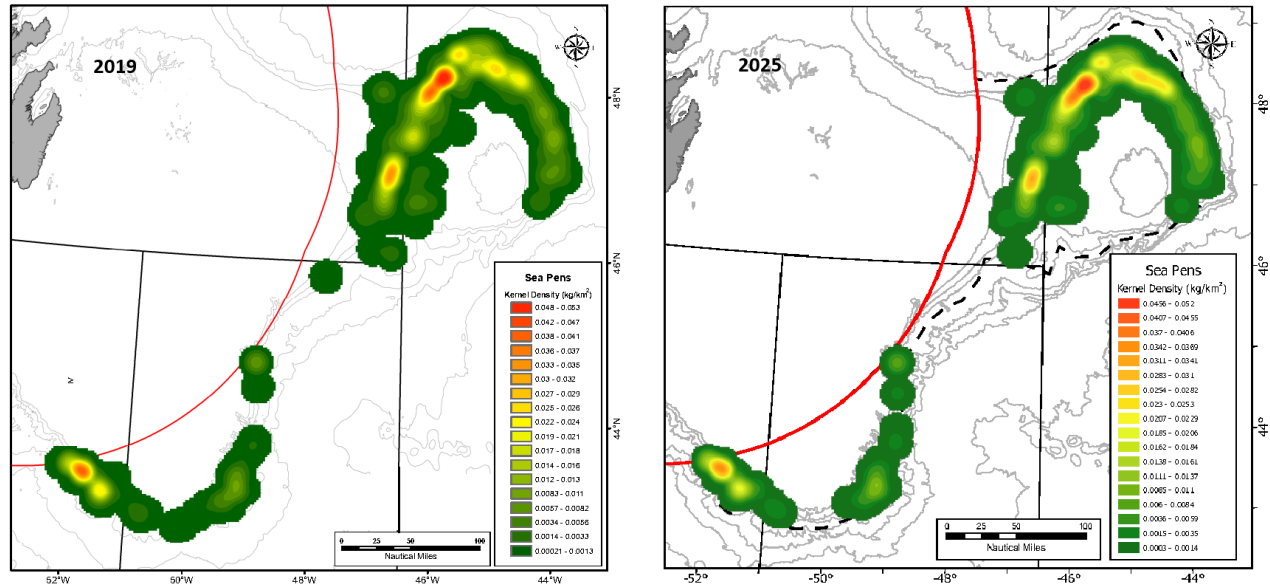 2019
W
E
48°N
46°N
44°N
Sea Pens
Kernel Density (kg/km²)
0.048 - 0.053
0.042 - 0.047
0.038 - 0.041
0.036 - 0.037
0.033 - 0.035
0.03 - 0.032
0.027 - 0.029
0.025 - 0.026
0.022 - 0.024
0.019 - 0.021
0.017 - 0.018
0.014 - 0.016
0.012 - 0.013
0.0083 - 0.011
0.0057 - 0.0082
0.0034 - 0.0056
0.0014 - 0.0033
0.00021 - 0.0013
0 25 50 100
Nautical Miles
52°W 50°W 48°W 46°W 44°W
2025
W E
48°
46°
44°
Sea Pens
Kernel Density (kg/km²)
0.0456 - 0.052
0.0407 - 0.0455
0.037 - 0.0406
0.0342 - 0.0369
0.0311 - 0.0341
0.0283 - 0.031
0.0254 - 0.0282
0.023 - 0.0253
0.0207 - 0.0229
0.0185 - 0.0206
0.0162 - 0.0184
0.0138 - 0.0161
0.0111 - 0.0137
0.0085 - 0.011
0.006 - 0.0084
0.0036 - 0.0059
0.0015 - 0.0035
0.0003 - 0.0014
0 25 50 100
Nautical Miles
-52° -50° -48° -46° -44°